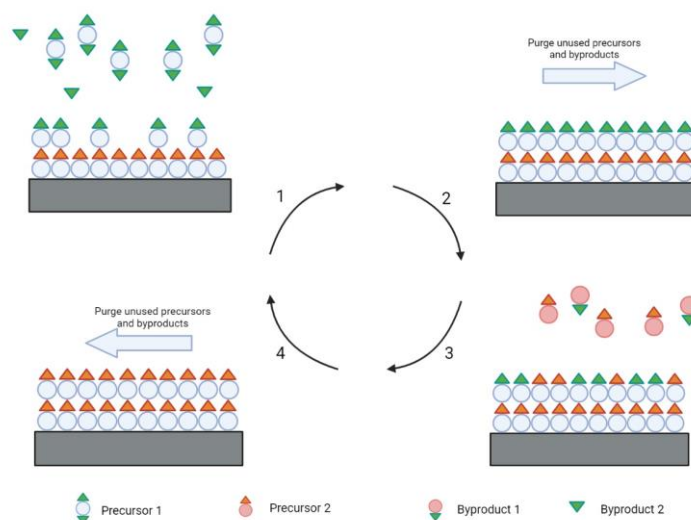 Purge unused precursors
and byproducts
1
2
Purge unused precursors
and byproducts
4
3
Precursor 1
Precursor 2
Byproduct 1
Byproduct 2